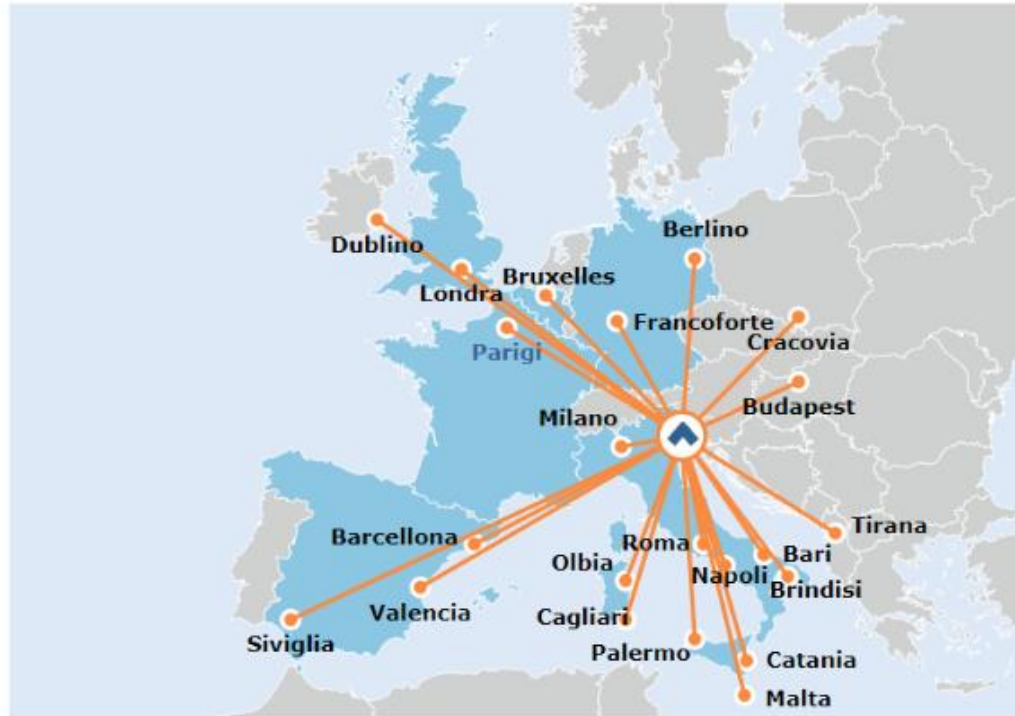 Berlino
Dublino
Bruxelles
Londra
Francoforte
Cracovia
Parigi
Budapest
Milano
Tirana
Barcellona
Roma
Bari
Olbia
Napoli
Brindisi
Valencia
Cagliari
Siviglia
Palermo
Catania
Malta